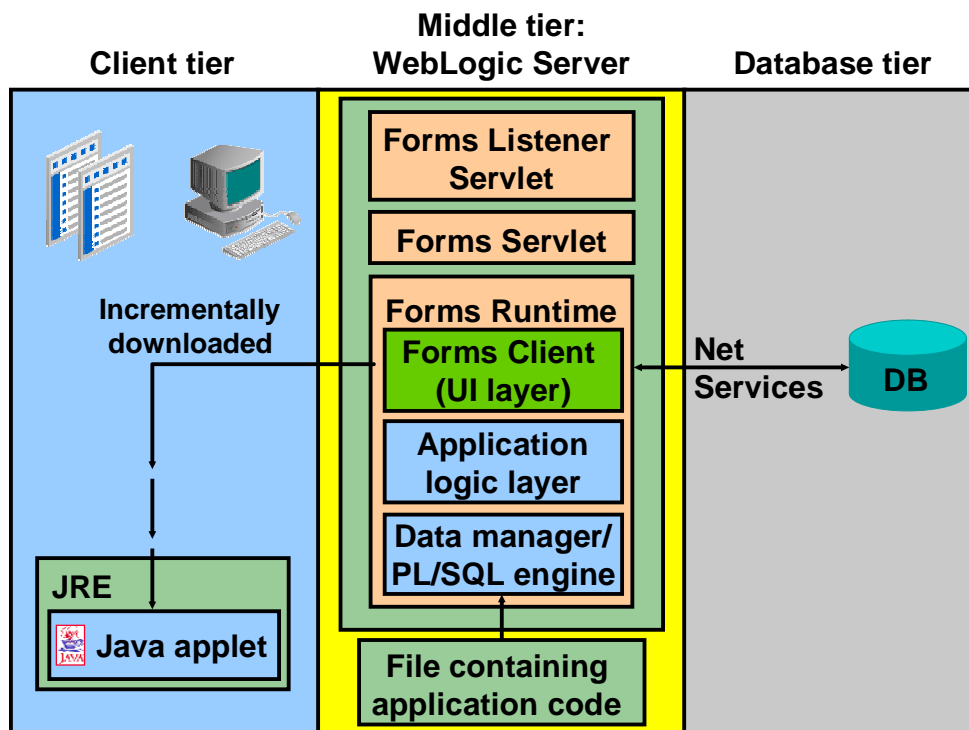 Client tier
Middle tier:
WebLogic Server
Database tier
Forms Listener
Servlet
Forms Servlet
Forms Runtime
Forms Client
(UI layer)
Application
logic layer
Data manager/
PL/SQL engine
File containing
application code
Incrementally
downloaded
JRE
JAVA
Java applet
Net
Services
DB